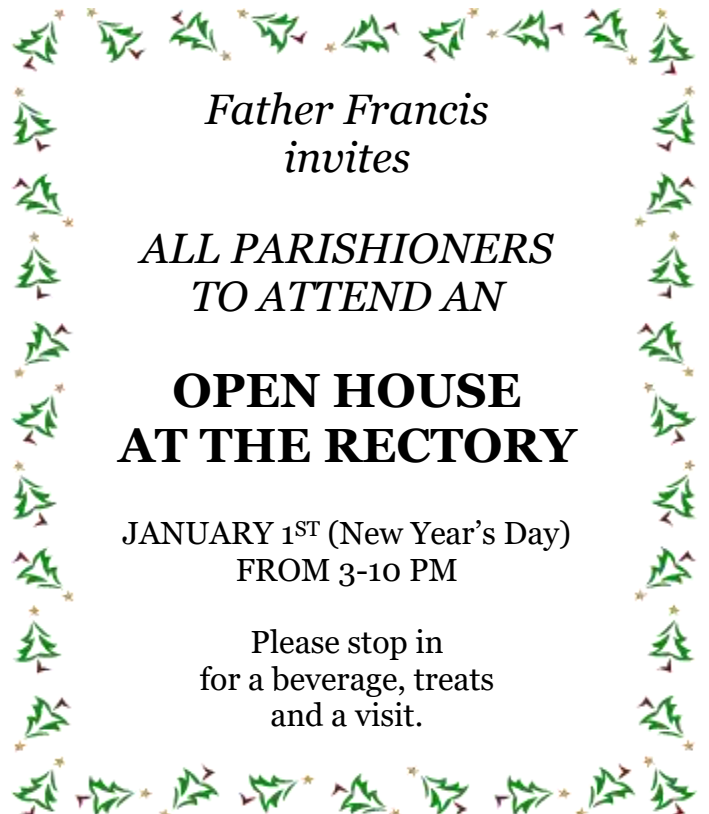 Father Francis
invites
ALL PARISHIONERS
TO ATTEND AN
OPEN HOUSE
AT THE RECTORY
JANUARY 1ST (New Year’s Day)
FROM 3-10 PM
Please stop in
for a beverage, treats
and a visit.